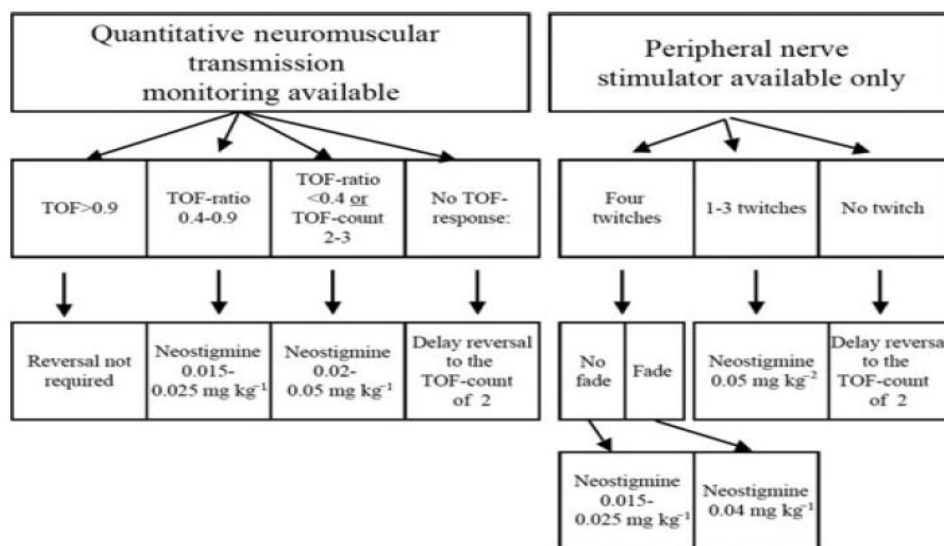 Quantitative neuromuscular
transmission
monitoring available
Peripheral nerve
stimulator available only
TOF>0.9
TOF-ratio
0.4-0.9
TOF-ratio
<0.4 or
TOF-count
2-3
No TOF-
response:
Four
twitches
1-3 twitches
No twitch
Reversal not
required
Neostigmine
0.015-
0.025 mg kg⁻¹
Neostigmine
0.02-
0.05 mg kg⁻¹
Delay reversal
to the
TOF-count
of 2
No
fade
Fade
Neostigmine
0.05 mg kg⁻²
Delay reversal
to the
TOF-count
of 2
Neostigmine
0.015-
0.025 mg kg⁻¹
Neostigmine
0.04 mg kg⁻¹